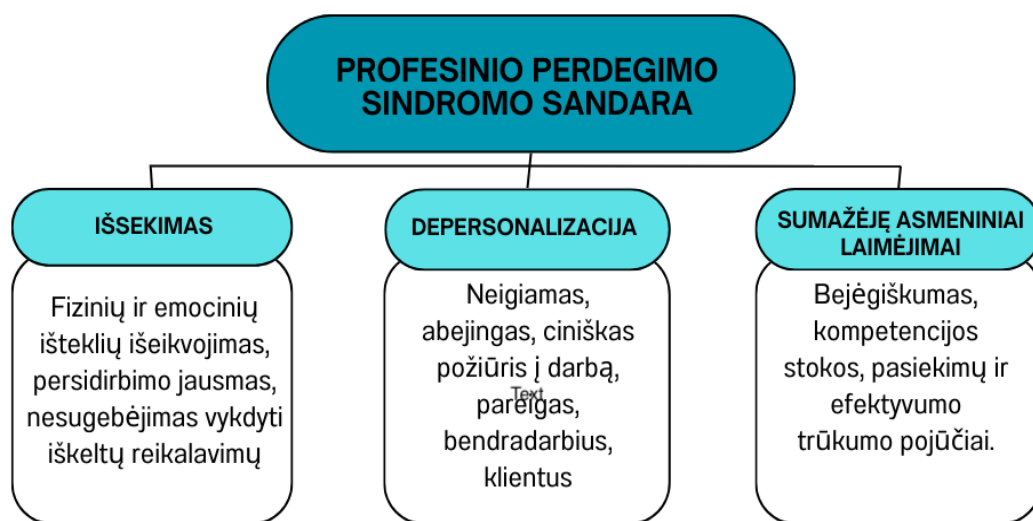 PROFESINIO PERDEGIMO
SINDROMO SANDARA
IŠSEKIMAS
Fizinių ir emocinių
išteklių išeikvojimas,
persidirbimo jausmas,
nesugebėjimas vykdyti
iškeltų reikalavimų
DEPERSONALIZACIJA
Neigiamas,
abejingas, ciniškas
požiūris į darbą,
Text
pareigas,
bendradarbius,
klientus
SUMAŽĖJĘ ASMENINIAI
LAIMĖJIMAI
Bejėgiškumas,
kompetencijos
stokos, pasiekimų ir
efektyvumo
trūkumo pojūčiai.